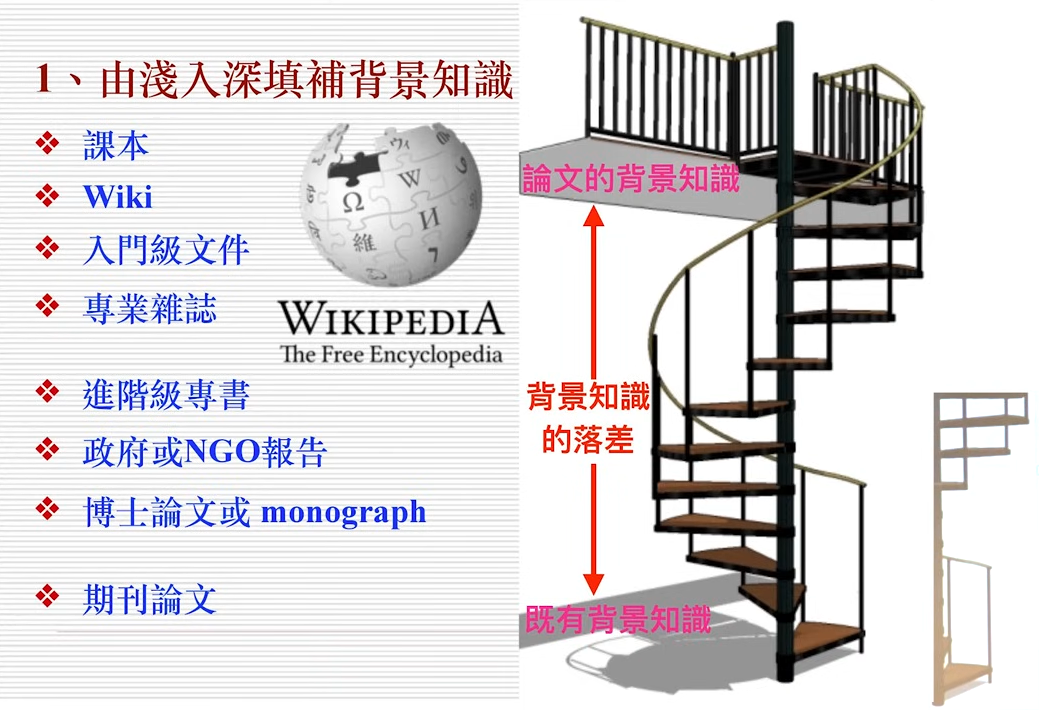 1、由淺入深填補背景知識
❖ 課本
❖ Wiki
❖ 入門級文件
❖ 專業雜誌
❖ 進階級專書
❖ 政府或NGO報告
❖ 博士論文或 monograph
❖ 期刊論文
Ω
W
И
維
WIKIPEDIA
The Free Encyclopedia
論文的背景知識
背景知識
的落差
既有背景知識